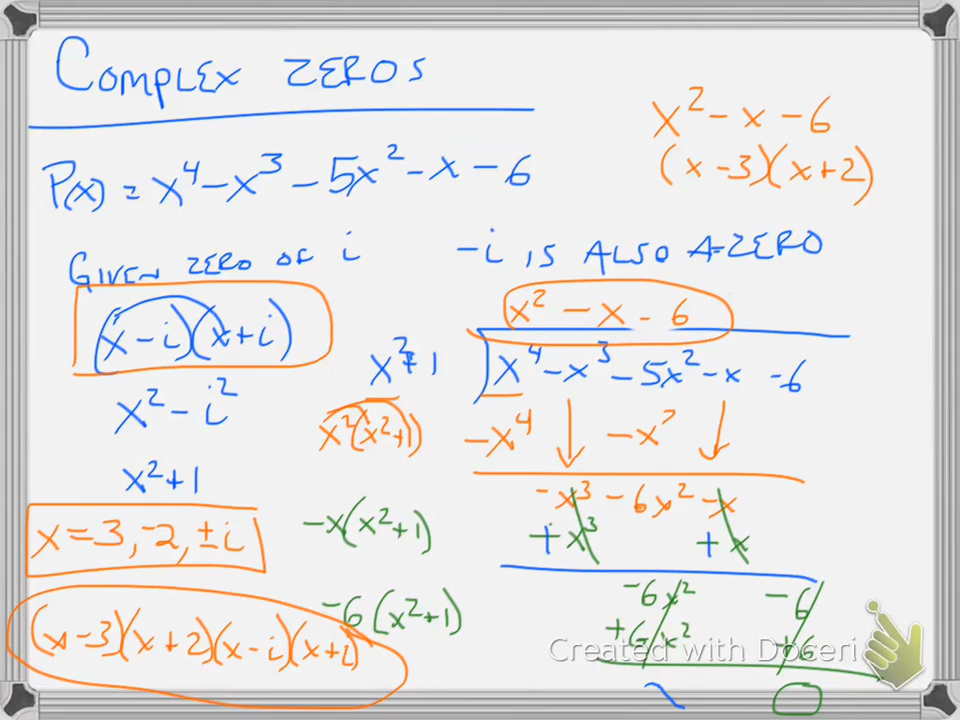 COMPLEX ZEROS
x² - x - 6
(x - 3)(x + 2)
P(x) = x⁴ - x³ - 5x² - x - 6
GIVEN ZERO OF i
-i IS ALSO A ZERO
(x - i)(x + i)
x² - i²
x² + 1
x = 3, -2, ±i
(x - 3)(x + 2)(x - i)(x + i)
x² - x - 6
x² + 1
x⁴ - x³ - 5x² - x - 6
x²(x² + 1)
-x⁴ ↓ -x² ↓
-x³ - 6x² - x
-x(x² + 1)
+ x³ + x
-6x² - 6
-6(x² + 1)
+6x² +6
0
Created with Doceri